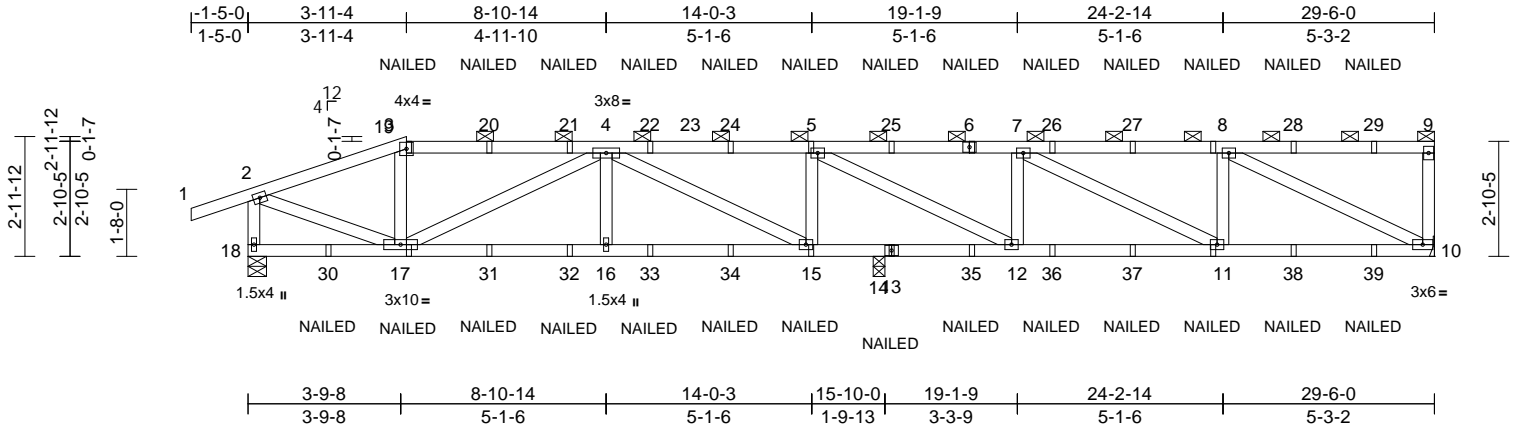 -1-5-0 3-11-4 8-10-14 14-0-3 19-1-9 24-2-14 29-6-0
1-5-0 3-11-4 4-11-10 5-1-6 5-1-6 5-1-6 5-3-2
NAILED NAILED NAILED NAILED NAILED NAILED NAILED NAILED NAILED NAILED NAILED NAILED NAILED
12
4
4x4 =
3x8 =
3 19 20 21 4 22 23 24 5 25 6 7 26 27 8 28 29 9
0-1-7
2-11-12
2-10-5
0-1-7
2-11-12
2-10-5
1-8-0
2-10-5
1 2
18 30 17 31 32 16 33 34 15 14 13 35 12 36 37 11 38 39 10
1.5x4 II
3x10 =
1.5x4 II
3x6 =
NAILED NAILED NAILED NAILED NAILED NAILED NAILED NAILED NAILED NAILED NAILED NAILED NAILED
NAILED
3-9-8 8-10-14 14-0-3 15-10-0 19-1-9 24-2-14 29-6-0
3-9-8 5-1-6 5-1-6 1-9-13 3-3-9 5-1-6 5-3-2